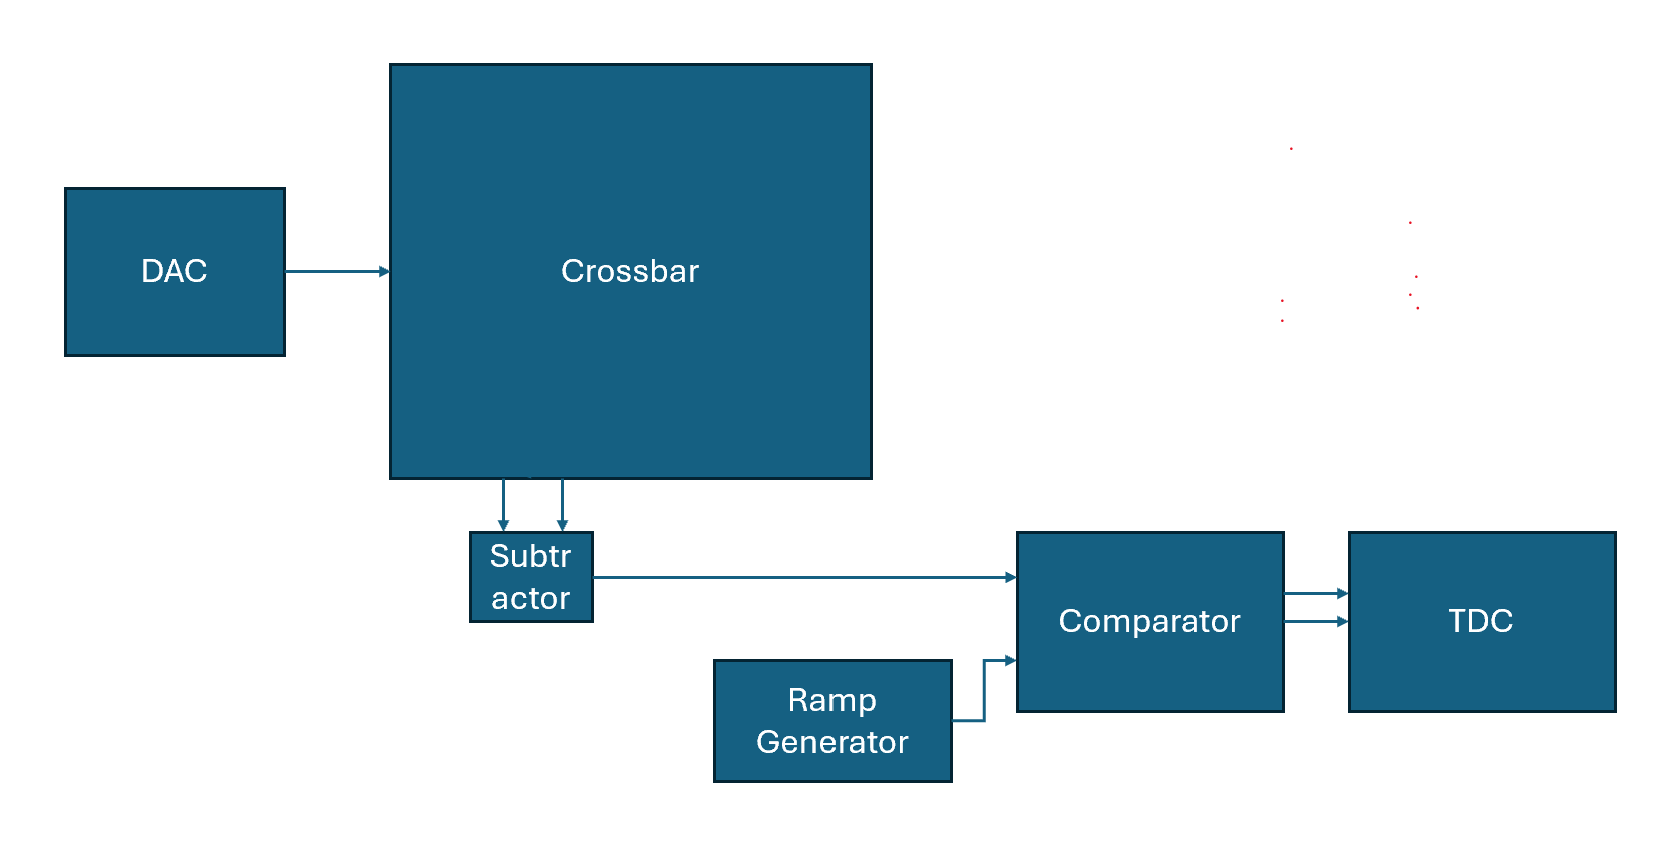 DAC
Crossbar
Subtr
actor
Comparator
TDC
Ramp
Generator